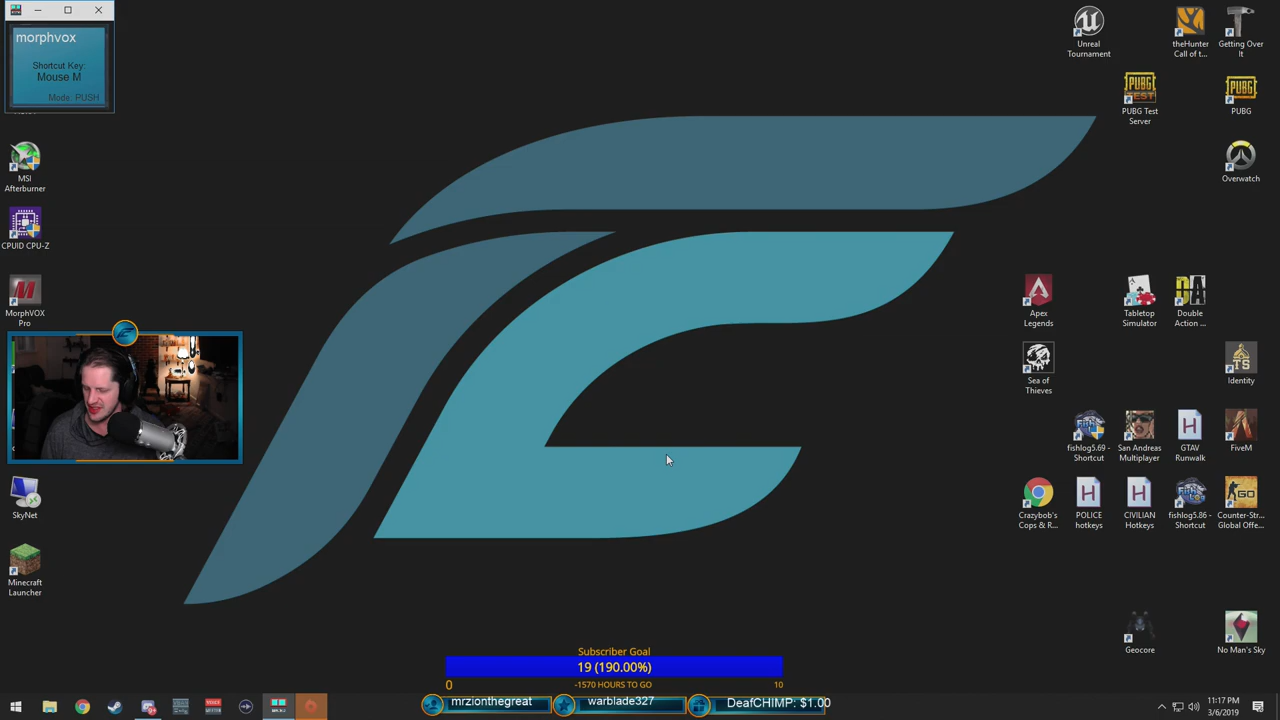 morphvox
Shortcut Key:
Mouse M
Mode: PUSH
MSI
Afterburner
CPUID CPU-Z
MorphVOX
Pro
SkyNet
Minecraft
Launcher
Unreal
Tournament
theHunter
Call of t...
Getting Over
It
PUBG Test
Server
PUBG
Overwatch
Apex
Legends
Tabletop
Simulator
Double
Action ...
Sea of
Thieves
Identity
fishlog5.69 -
Shortcut
San Andreas
Multiplayer
GTAV
Runwalk
FiveM
Crazybob's
Cops & R...
POLICE
hotkeys
CIVILIAN
Hotkeys
fishlog5.86 -
Shortcut
Counter-Str...
Global Offe...
Geocore
No Man's Sky
Subscriber Goal
19 (190.00%)
0
-1570 HOURS TO GO
10
mrzionthegreat
warblade327
DeafCHIMP: $1.00
11:17 PM
3/6/2019